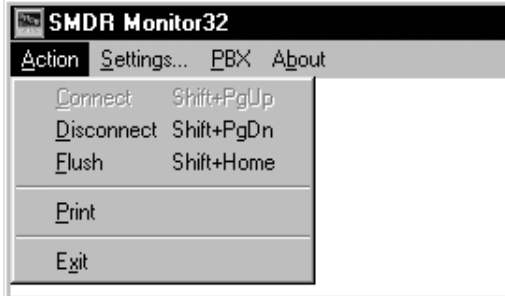 SMDR Monitor32
Action Settings... PBX About
Connect Shift+PgUp
Disconnect Shift+PgDn
Flush Shift+Home
Print
Exit